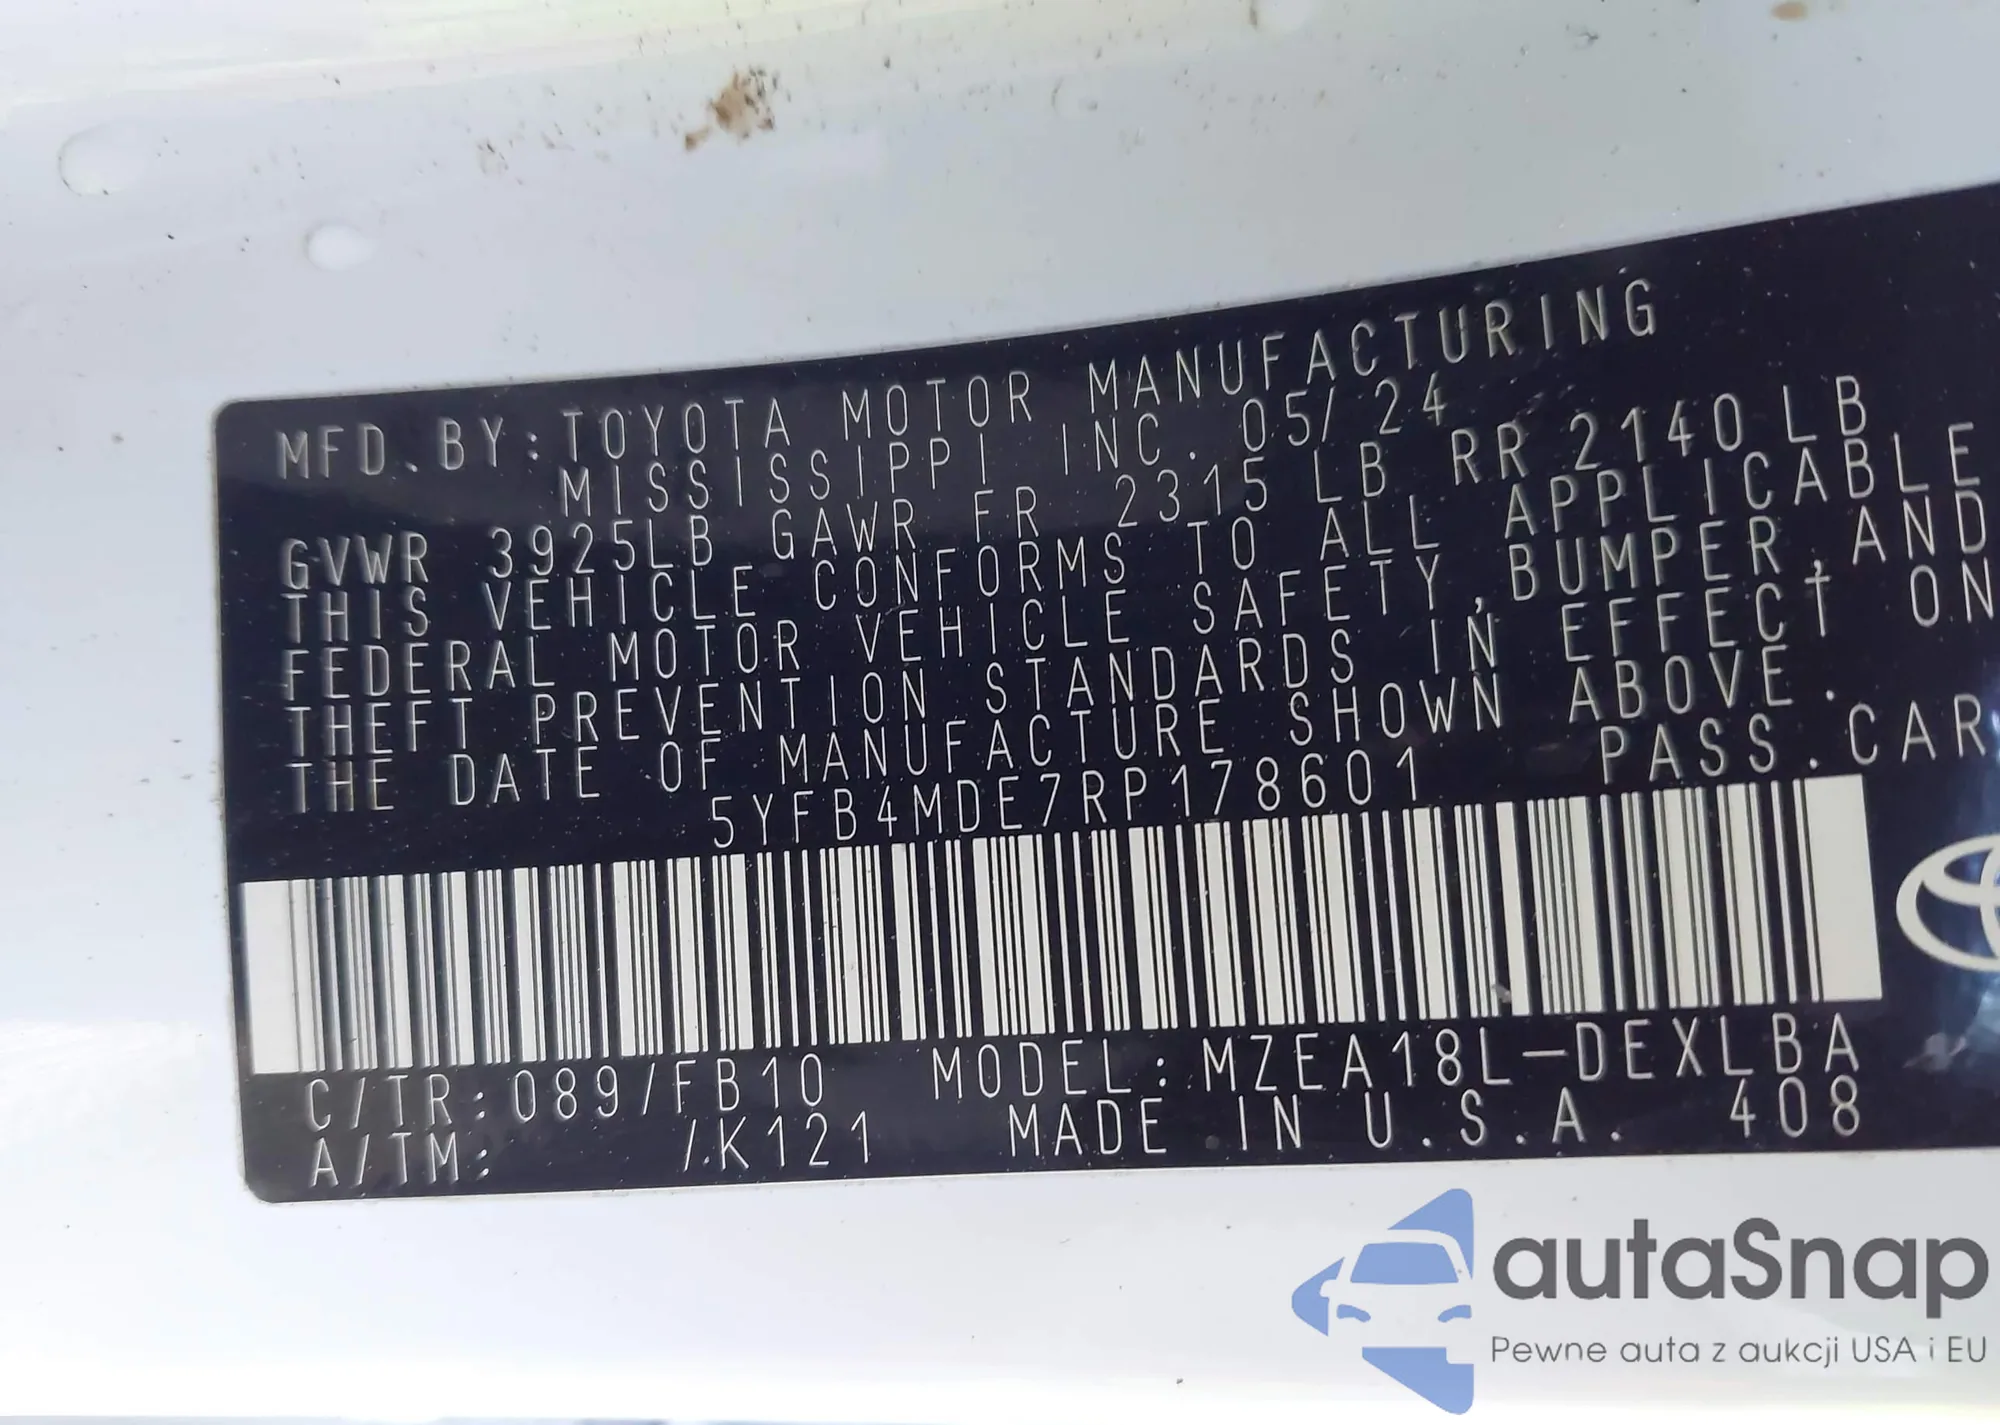 MFD.BY:TOYOTA MOTOR MANUFACTURING
MISSISSIPPI INC. 05/24
GVWR 3925LB GAWR FR 2315 LB RR 2140 LB
THIS VEHICLE CONFORMS TO ALL APPLICABLE
FEDERAL MOTOR VEHICLE SAFETY,BUMPER,AND
THEFT PREVENTION STANDARDS IN EFFECT ON
THE DATE OF MANUFACTURE SHOWN ABOVE.
5YFB4MDE7RP178601 PASS.CAR
C/TR:089/FB10 MODEL:MZEA18L-DEXLBA
A/TM: /K121 MADE IN U.S.A. 408
autaSnap
Pewne auta z aukcji USA i EU